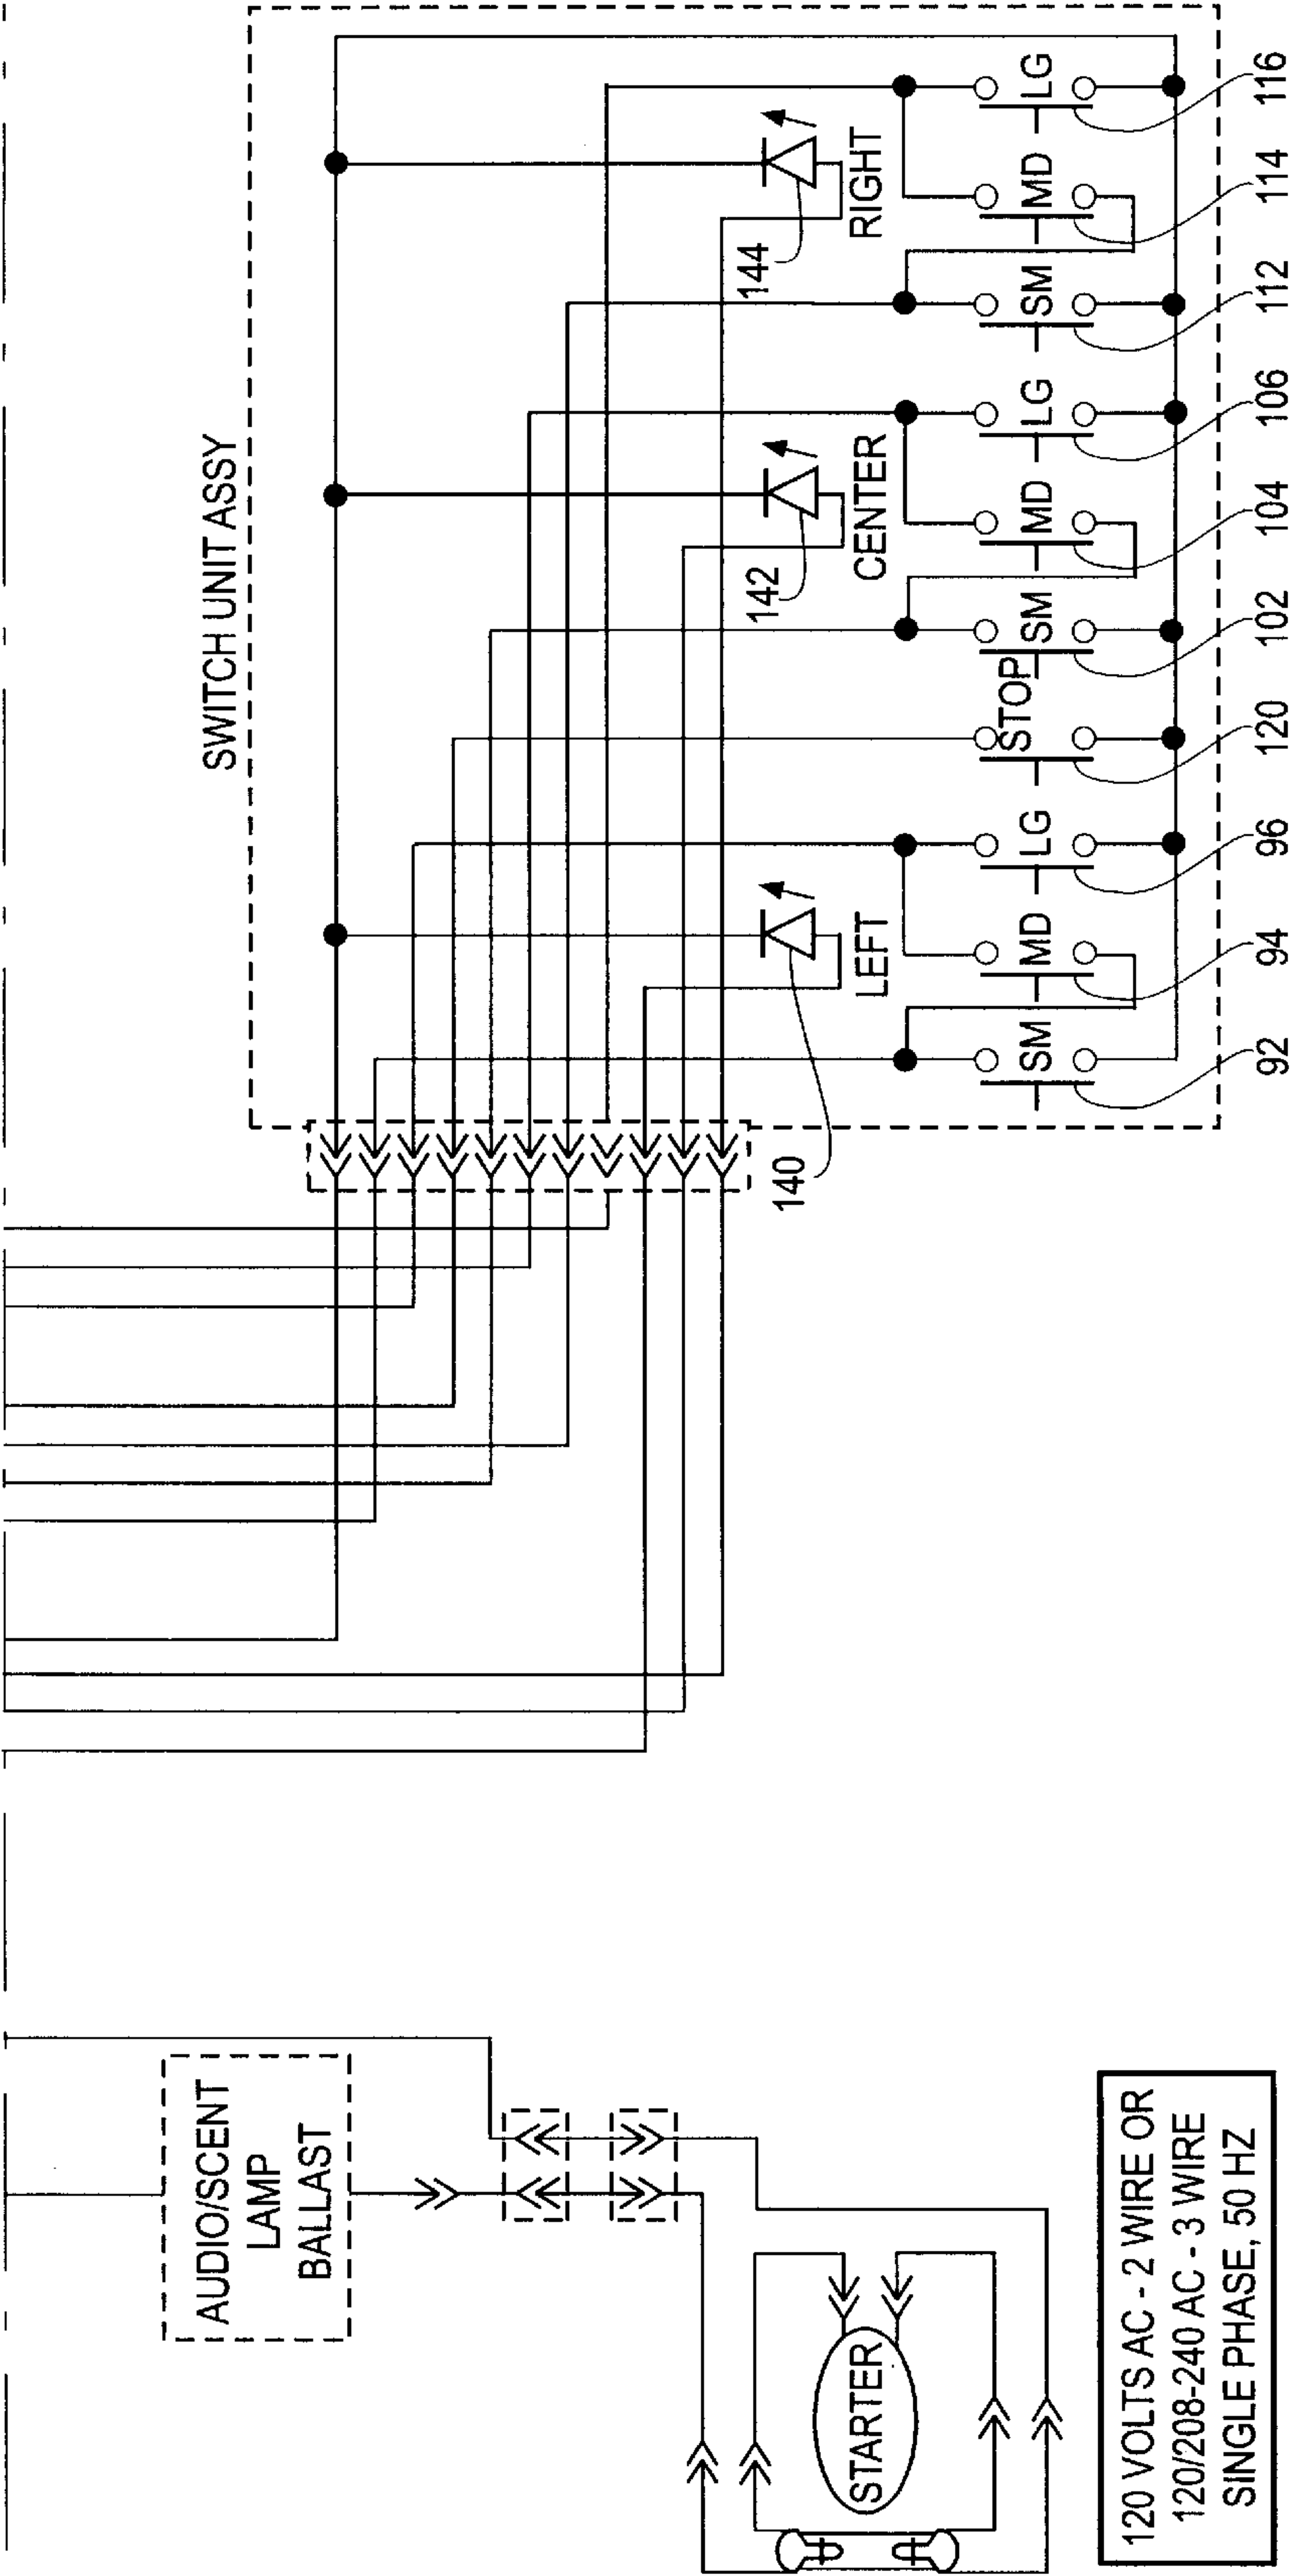 SWITCH UNIT ASSY
LEFT
CENTER
RIGHT
140
142
144
SM
MD
LG
STOP
SM
MD
LG
SM
MD
LG
92
94
96
120
102
104
106
112
114
116
AUDIO/SCENT
LAMP
BALLAST
STARTER
120 VOLTS AC - 2 WIRE OR
120/208-240 AC - 3 WIRE
SINGLE PHASE, 50 HZ